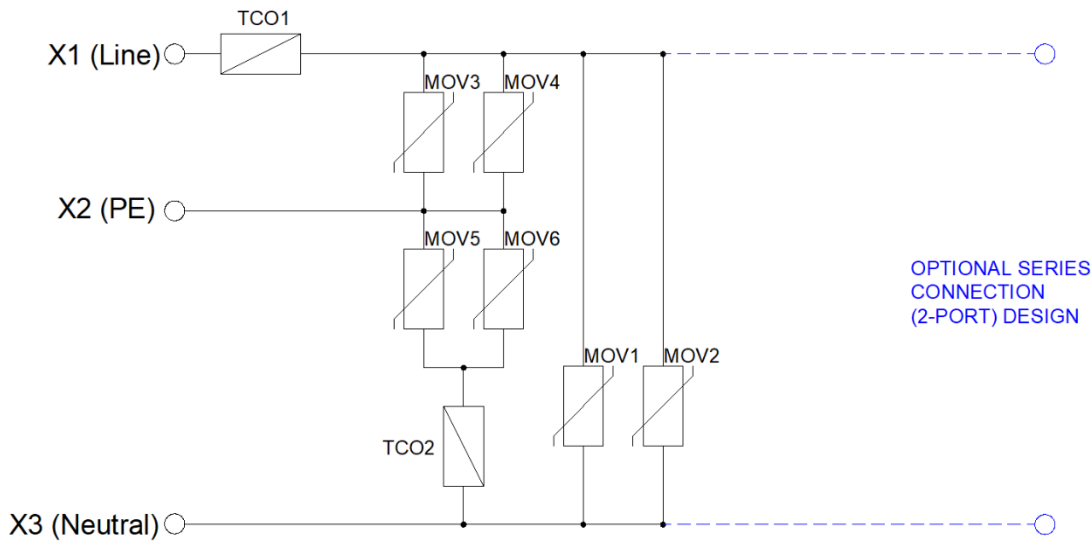 TCO1
X1 (Line)
MOV3
MOV4
X2 (PE)
MOV5
MOV6
OPTIONAL SERIES
CONNECTION
(2-PORT) DESIGN
MOV1
MOV2
TCO2
X3 (Neutral)